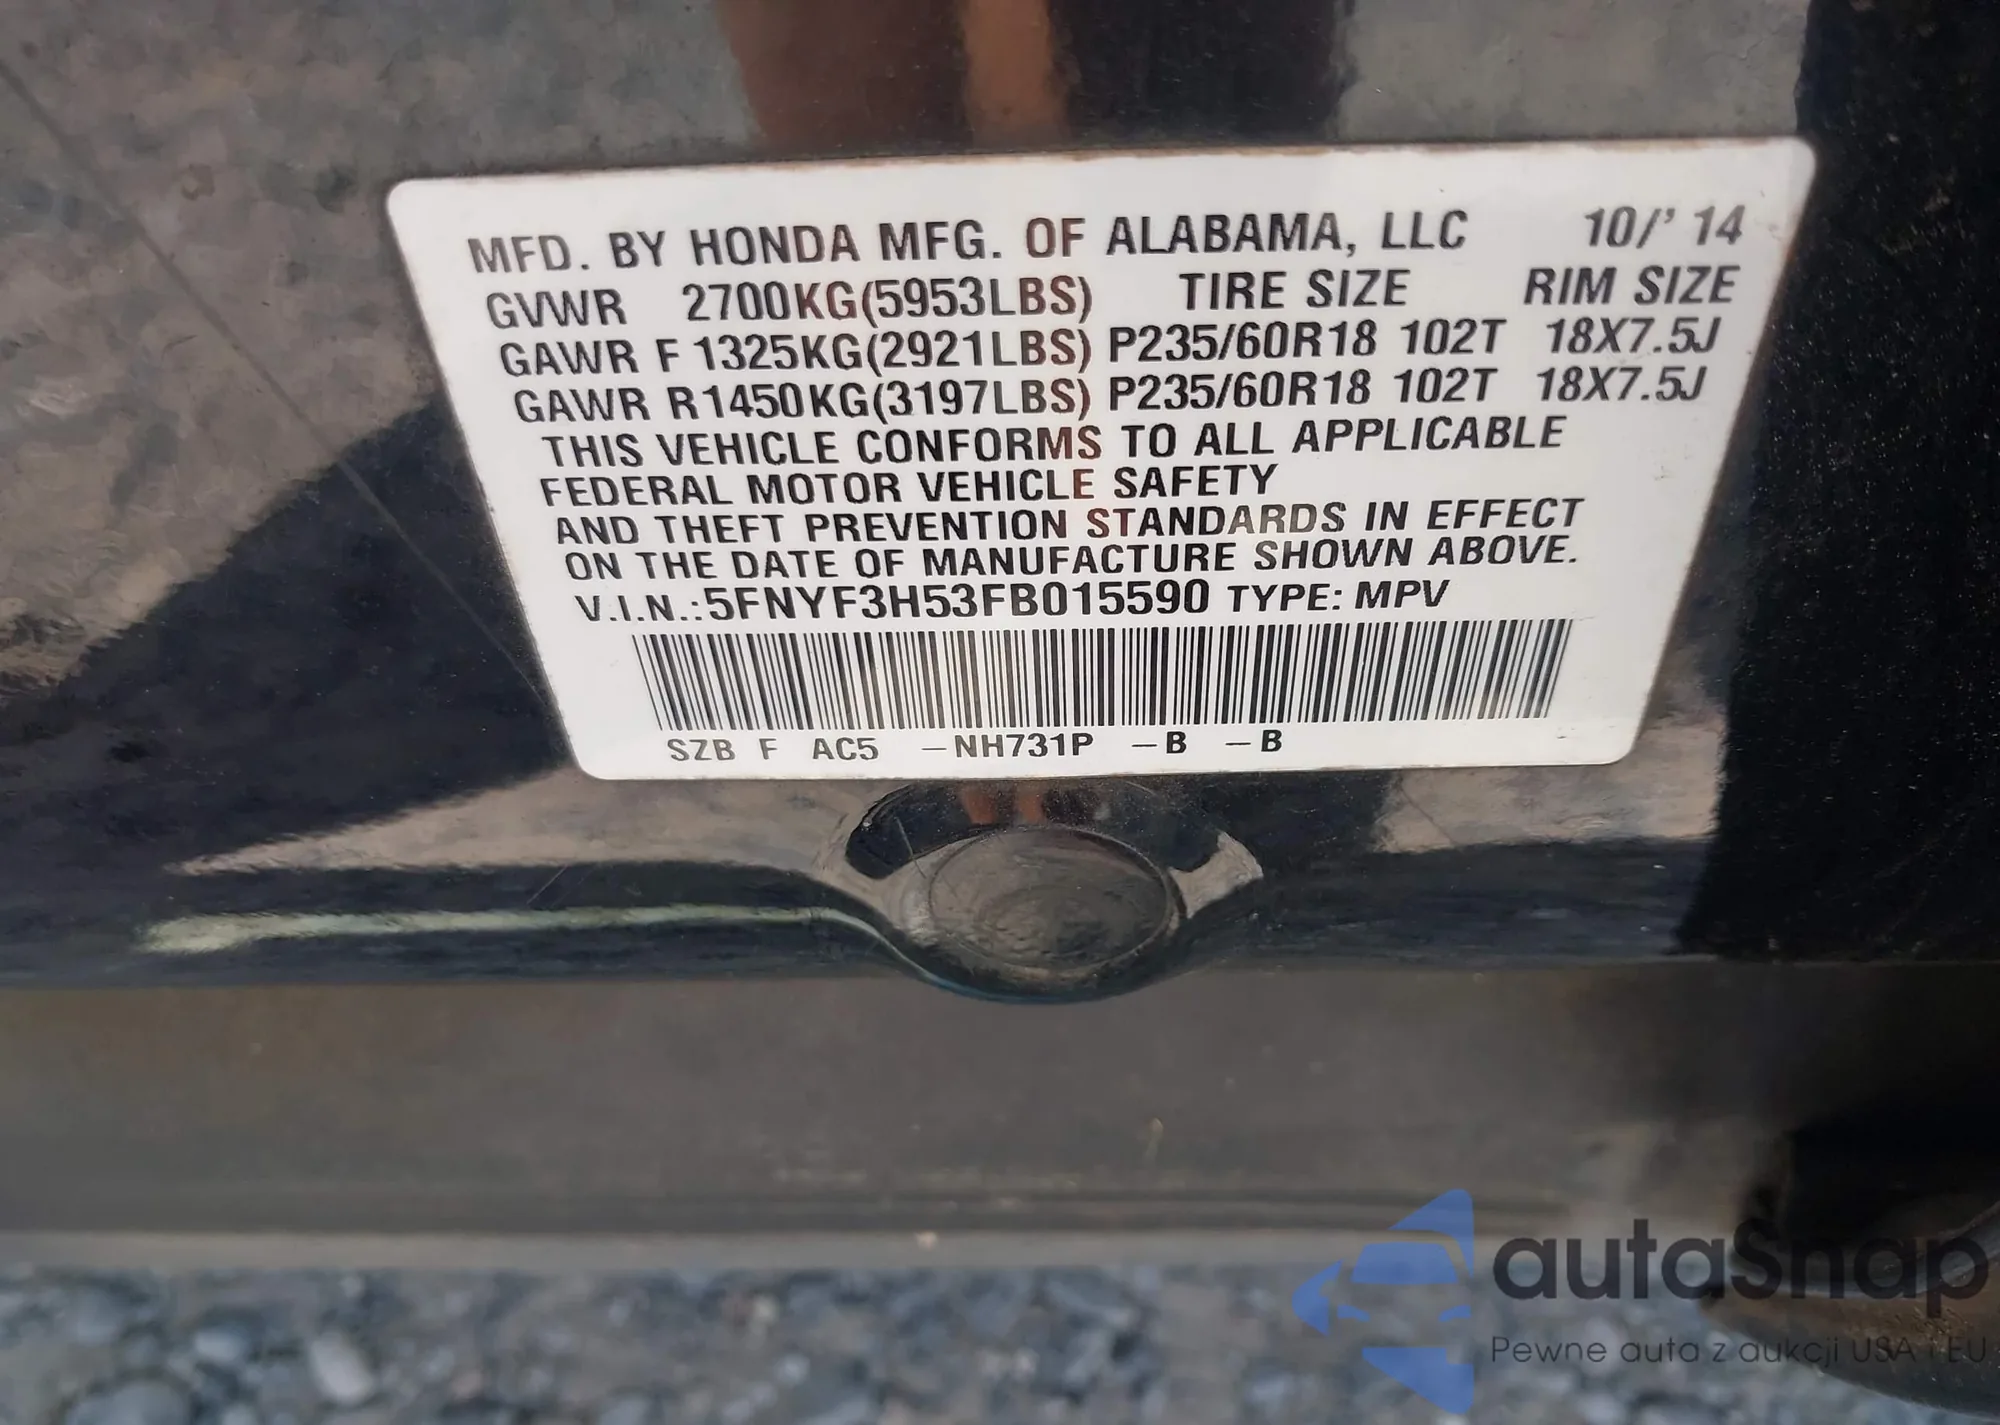 MFD. BY HONDA MFG. OF ALABAMA, LLC 10/'14
GVWR 2700KG(5953LBS) TIRE SIZE RIM SIZE
GAWR F 1325KG(2921LBS) P235/60R18 102T 18X7.5J
GAWR R1450KG(3197LBS) P235/60R18 102T 18X7.5J
THIS VEHICLE CONFORMS TO ALL APPLICABLE
FEDERAL MOTOR VEHICLE SAFETY
AND THEFT PREVENTION STANDARDS IN EFFECT
ON THE DATE OF MANUFACTURE SHOWN ABOVE.
V.I.N.:5FNYF3H53FB015590 TYPE: MPV
SZB F AC5 -NH731P -B -B
autaSnap
Pewne auta z aukcji USA i EU